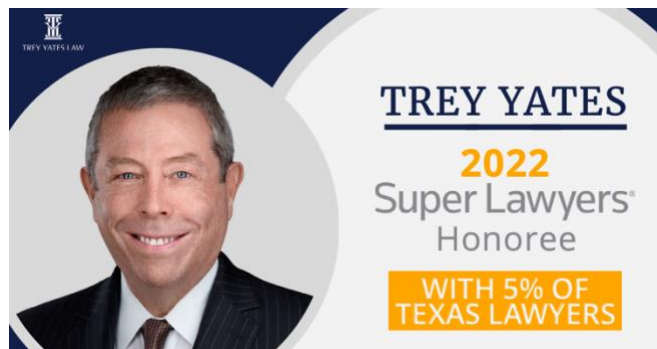 TREY YATES LAW
TREY YATES
2022
Super Lawyers®
Honoree
WITH 5% OF
TEXAS LAWYERS